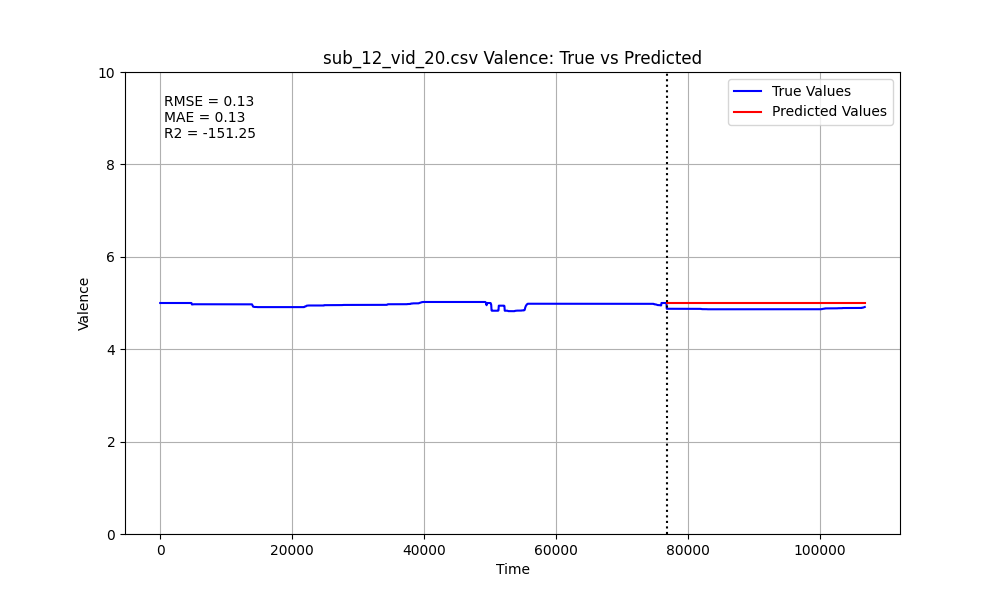 sub_12_vid_20.csv Valence: True vs Predicted
RMSE = 0.13
MAE = 0.13
R2 = -151.25
True Values
Predicted Values
Valence
10
8
6
4
2
0
0
20000
40000
60000
80000
100000
Time